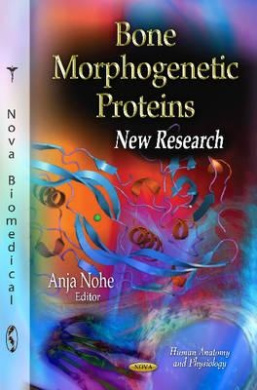 Bone
Morphogenetic
Proteins
New Research
Nova Biomedical
Anja Nohe
Editor
Human Anatomy
and Physiology
NOVA